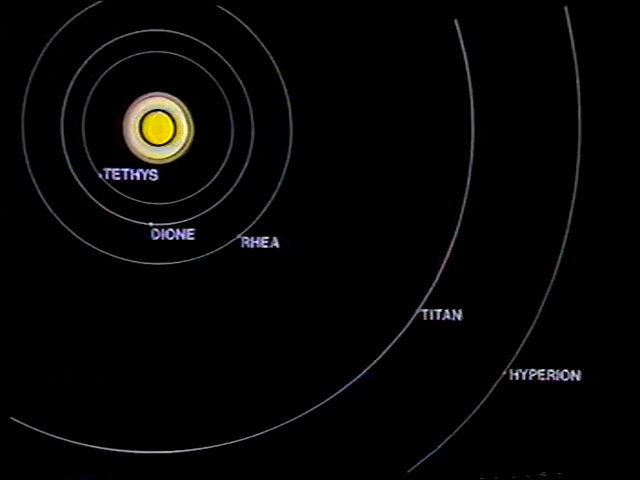 TETHYS
DIONE
RHEA
TITAN
HYPERION